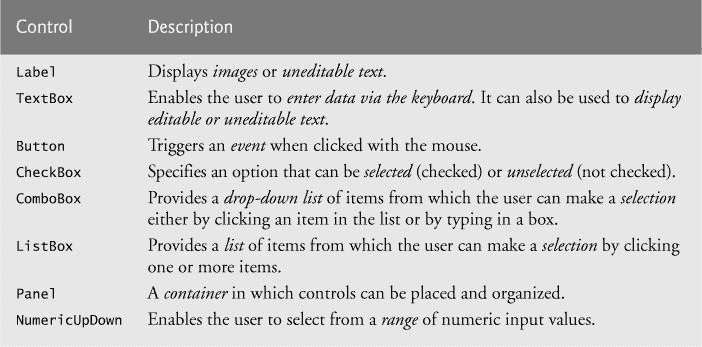 Control Description
Label Displays images or uneditable text.
TextBox Enables the user to enter data via the keyboard. It can also be used to display
editable or uneditable text.
Button Triggers an event when clicked with the mouse.
CheckBox Specifies an option that can be selected (checked) or unselected (not checked).
ComboBox Provides a drop-down list of items from which the user can make a selection
either by clicking an item in the list or by typing in a box.
ListBox Provides a list of items from which the user can make a selection by clicking
one or more items.
Panel A container in which controls can be placed and organized.
NumericUpDown Enables the user to select from a range of numeric input values.